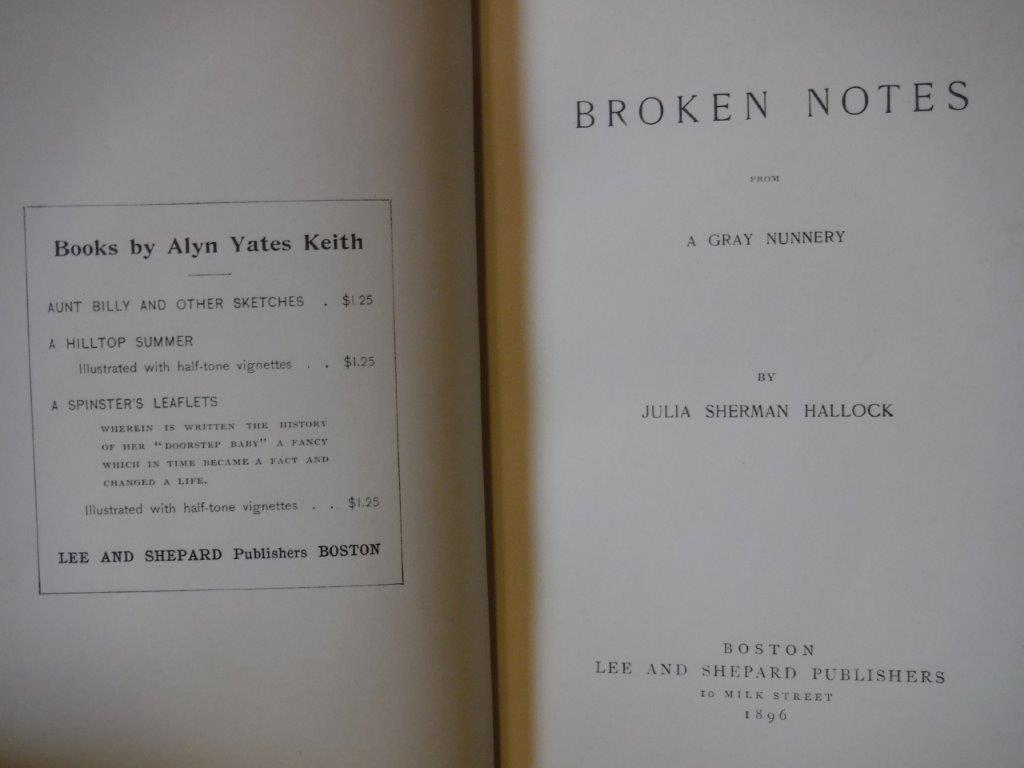 Books by Alyn Yates Keith
AUNT BILLY AND OTHER SKETCHES . $1.25
A HILLTOP SUMMER
Illustrated with half-tone vignettes . . $1.25
A SPINSTER'S LEAFLETS
WHEREIN IS WRITTEN THE HISTORY
OF HER "DOORSTEP BABY" A FANCY
WHICH IN TIME BECAME A FACT AND
CHANGED A LIFE.
Illustrated with half-tone vignettes . . $1.25
LEE AND SHEPARD Publishers BOSTON
BROKEN NOTES
FROM
A GRAY NUNNERY
BY
JULIA SHERMAN HALLOCK
BOSTON
LEE AND SHEPARD PUBLISHERS
10 MILK STREET
1896